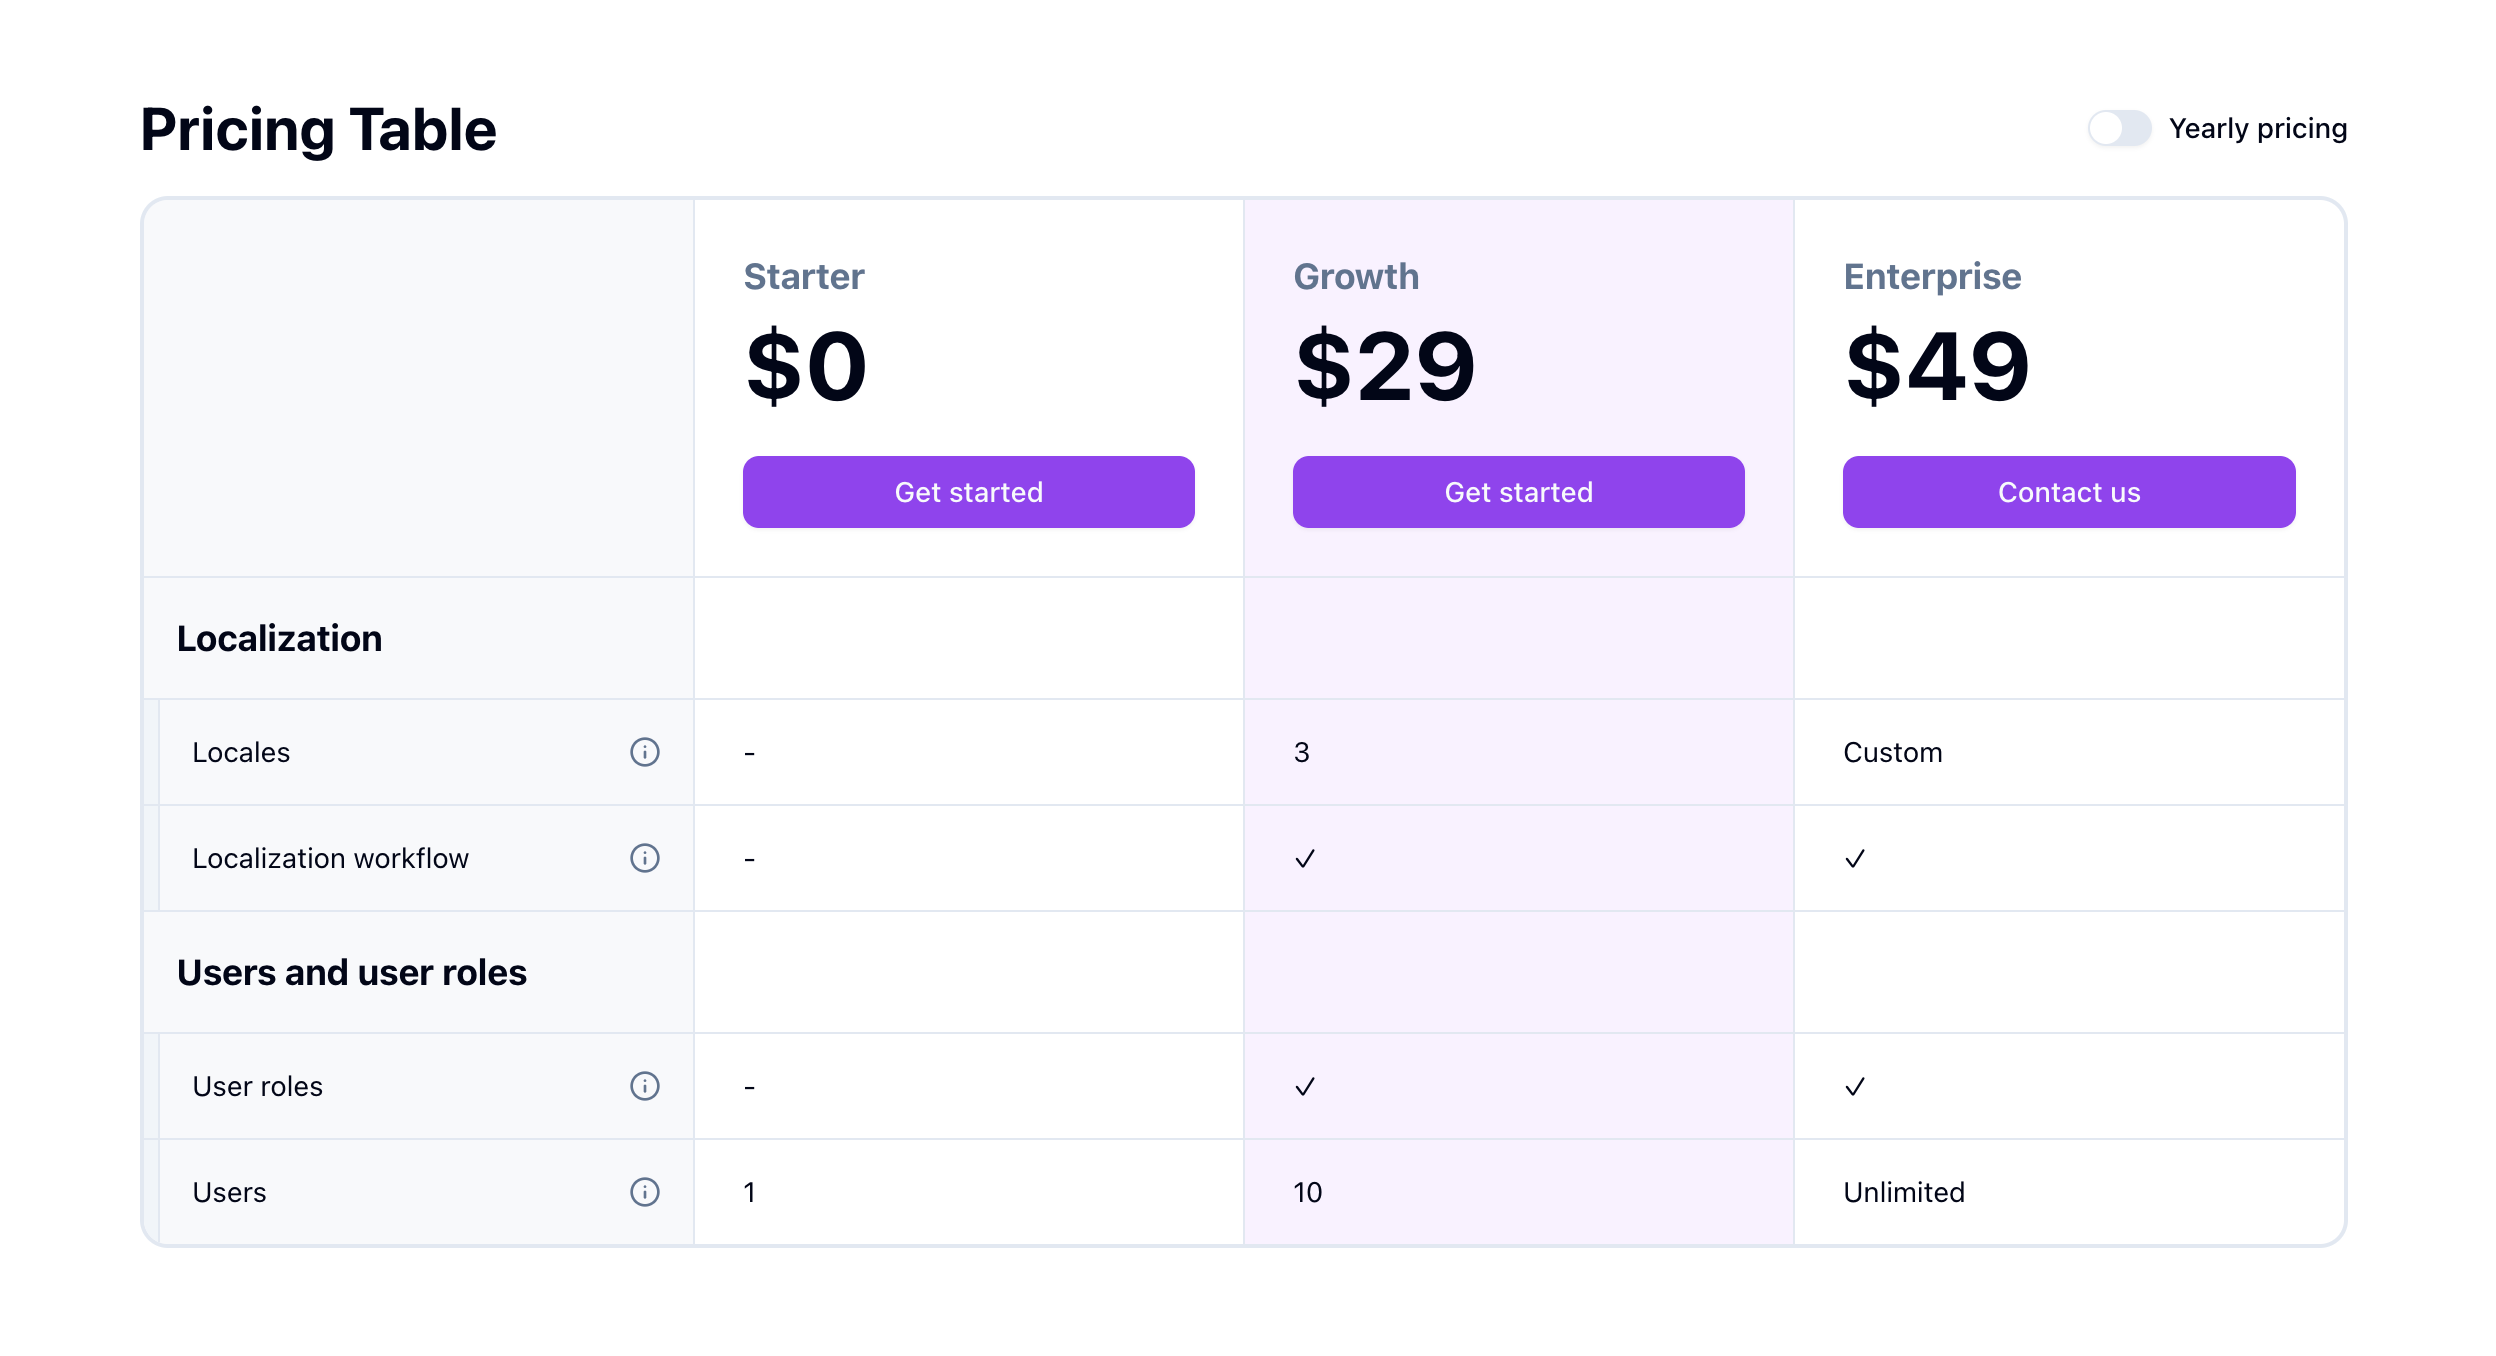 Pricing Table
Yearly pricing
Starter Growth Enterprise
$0 $29 $49
Get started Get started Contact us
Localization
Locales - 3 Custom
Localization workflow - ✓ ✓
Users and user roles
User roles - ✓ ✓
Users 1 10 Unlimited